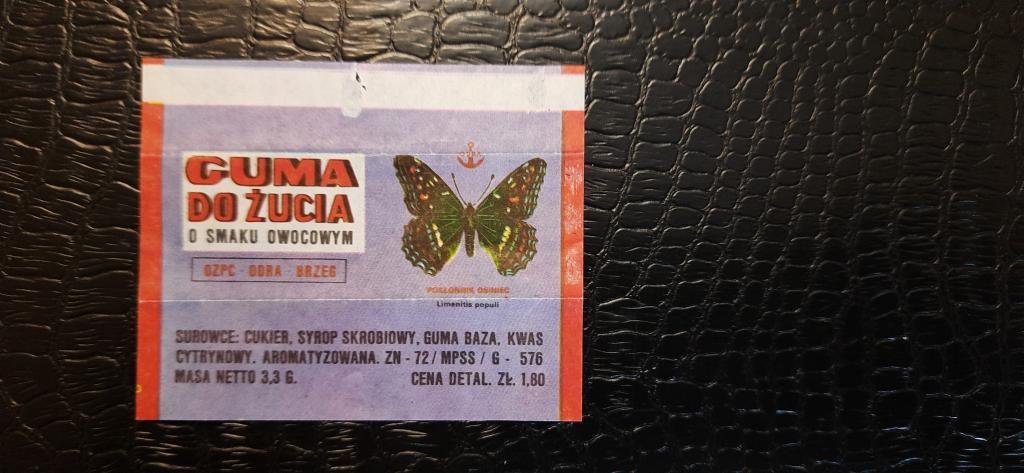 GUMA
DO ŻUCIA
O SMAKU OWOCOWYM
OZPC ODRA BRZEG
POKŁONNIK OSINIEC
Limenitis populi
SUROWCE: CUKIER, SYROP SKROBIOWY, GUMA BAZA, KWAS
CYTRYNOWY. AROMATYZOWANA. ZN - 72 / MPSS / G - 576
MASA NETTO 3,3 G. CENA DETAL. ZŁ. 1,80